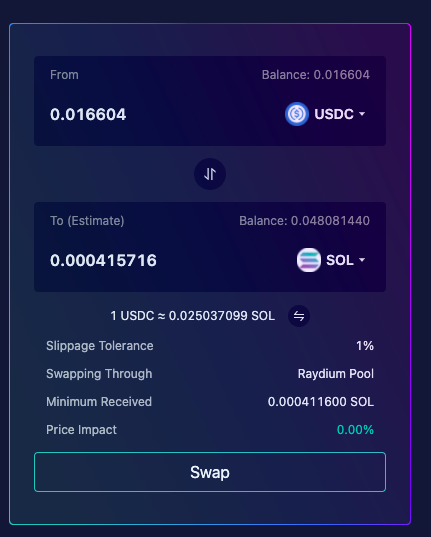 From Balance: 0.016604
0.016604 USDC
To (Estimate) Balance: 0.048081440
0.000415716 SOL
1 USDC ≈ 0.025037099 SOL
Slippage Tolerance 1%
Swapping Through Raydium Pool
Minimum Received 0.000411600 SOL
Price Impact 0.00%
Swap